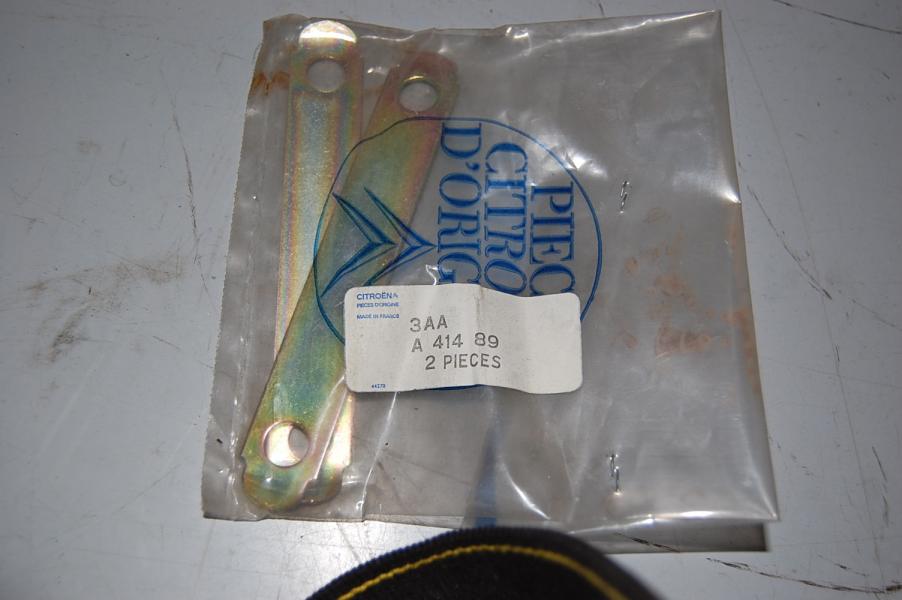 PIEC
CITRO
D'ORIG
CITROËN
PIECES D'ORIGINE
MADE IN FRANCE
3AA
A 414 89
2 PIECES